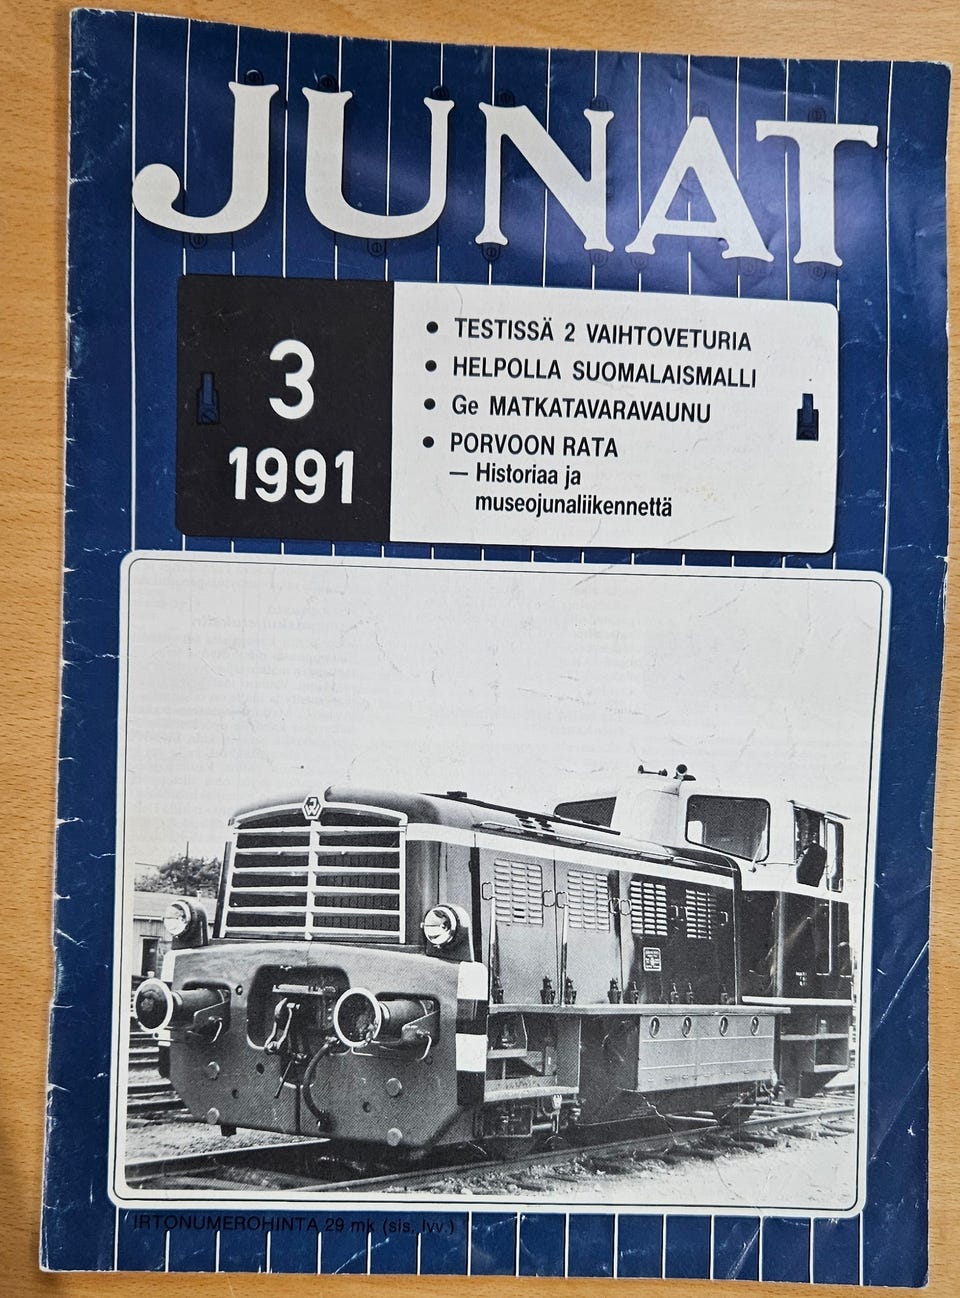 JUNAT
3
1991
• TESTISSÄ 2 VAIHTOVETURIA
• HELPOLLA SUOMALAISMALLI
• Ge MATKATAVARAVAUNU
• PORVOON RATA
— Historiaa ja
museojunaliikennettä
IRTONUMEROHINTA 29 mk (sis. lvv.)